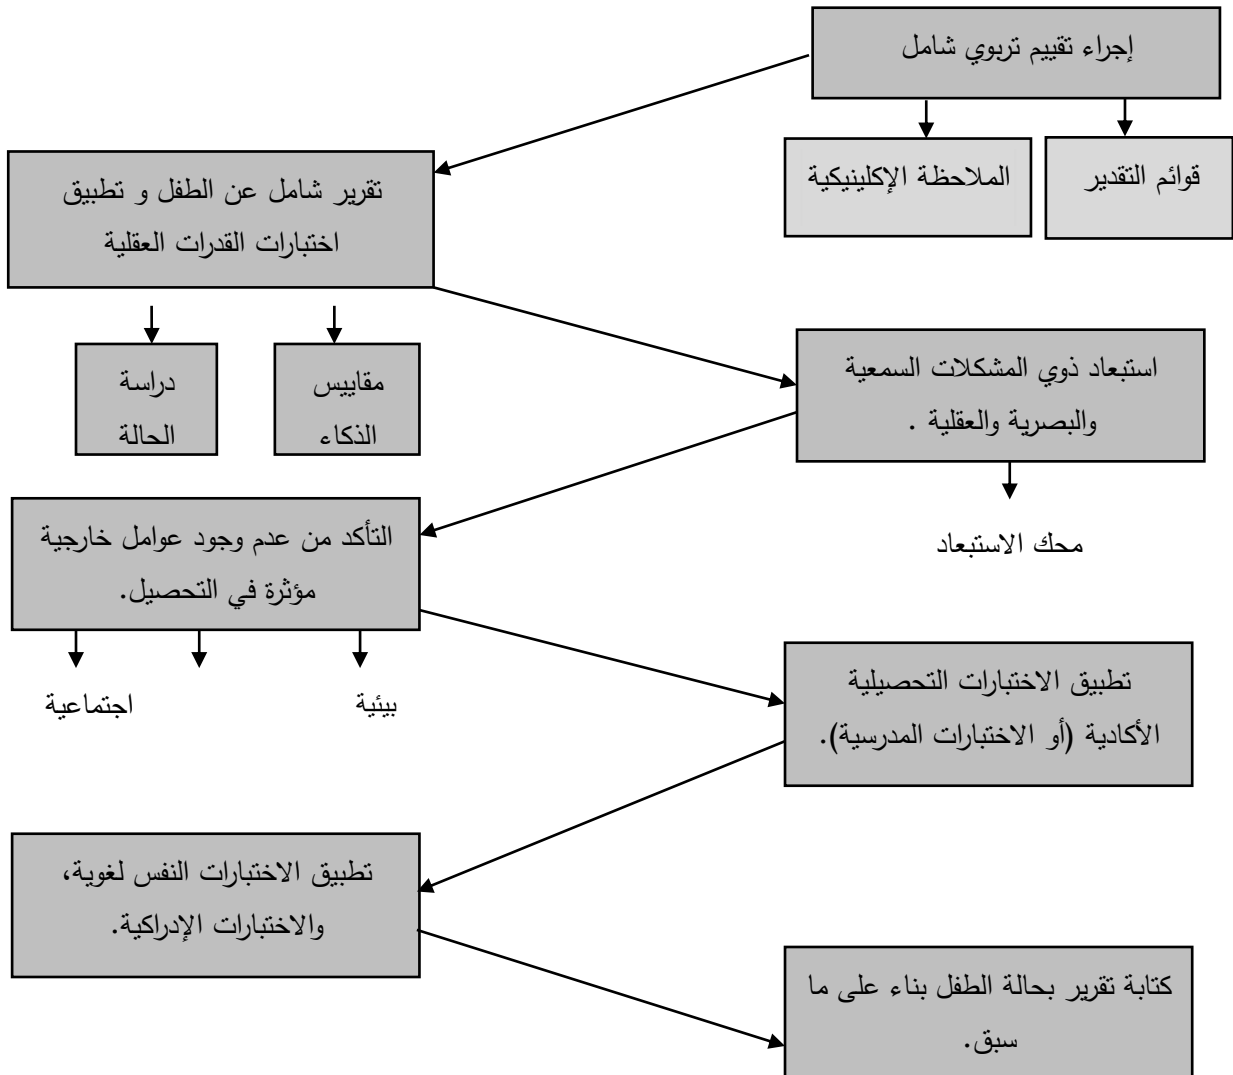 إجراء تقييم تربوي شامل
قوائم التقدير
الملاحظة الإكلينيكية
تقرير شامل عن الطفل و تطبيق
اختبارات القدرات العقلية
مقاييس
الذكاء
دراسة
الحالة
استبعاد ذوي المشكلات السمعية
والبصرية والعقلية .
محك الاستبعاد
التأكد من عدم وجود عوامل خارجية
مؤثرة في التحصيل.
بيئية
اجتماعية
تطبيق الاختبارات التحصيلية
الأكادية (أو الاختبارات المدرسية).
تطبيق الاختبارات النفس لغوية،
والاختبارات الإدراكية.
كتابة تقرير بحالة الطفل بناء على ما
سبق.